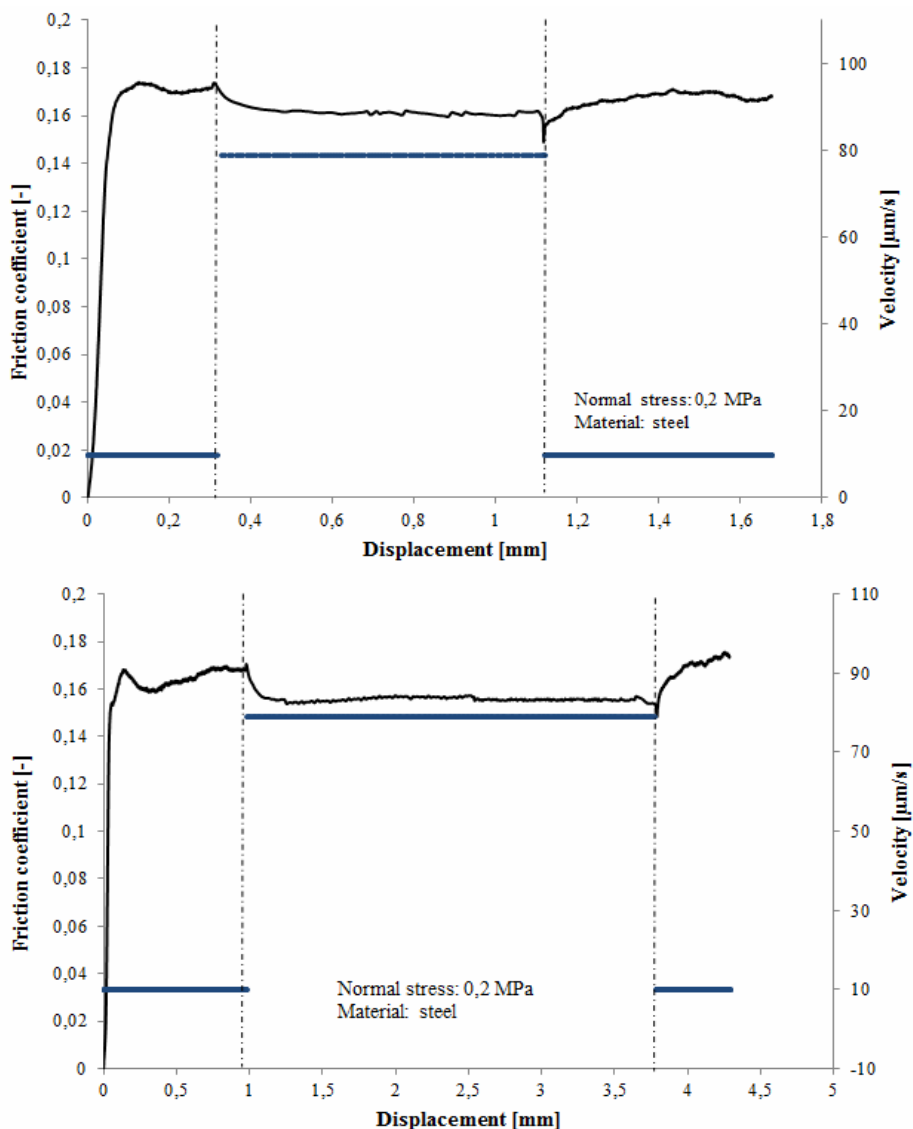 0,2
0,18
0,16
0,14
0,12
0,1
0,08
0,06
0,04
0,02
0
Friction coefficient [-]
100
80
60
40
20
0
Velocity [µm/s]
Normal stress: 0,2 MPa
Material: steel
0 0,2 0,4 0,6 0,8 1 1,2 1,4 1,6 1,8
Displacement [mm]
0,2
0,18
0,16
0,14
0,12
0,1
0,08
0,06
0,04
0,02
0
Friction coefficient [-]
110
90
70
50
30
10
-10
Velocity [µm/s]
Normal stress: 0,2 MPa
Material: steel
0 0,5 1 1,5 2 2,5 3 3,5 4 4,5 5
Displacement [mm]